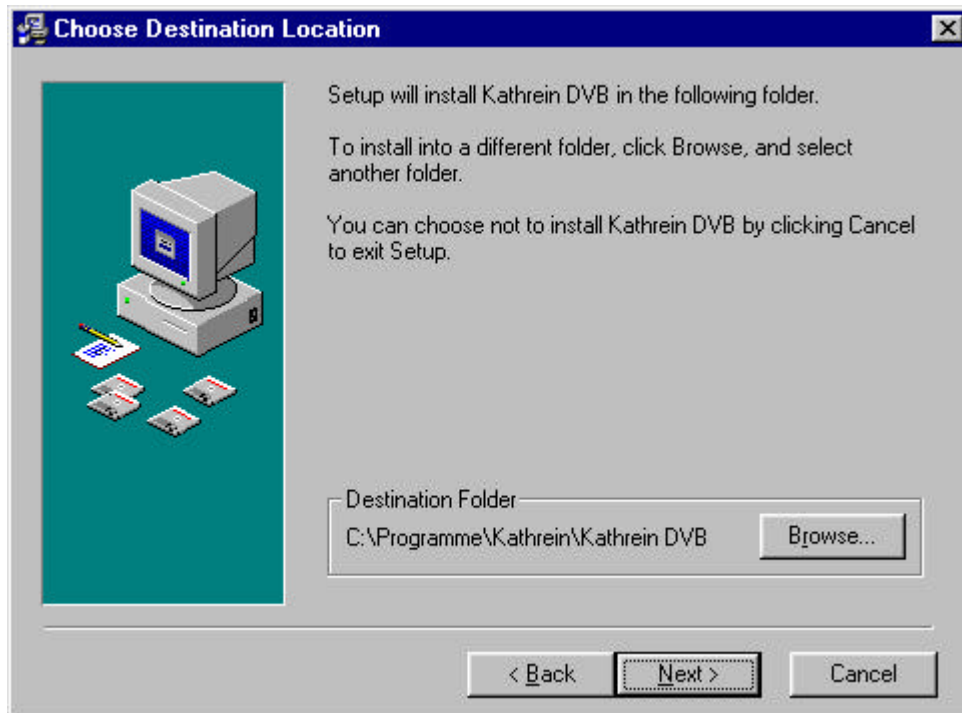 Choose Destination Location
Setup will install Kathrein DVB in the following folder.
To install into a different folder, click Browse, and select
another folder.
You can choose not to install Kathrein DVB by clicking Cancel
to exit Setup.
Destination Folder
C:\Programme\Kathrein\Kathrein DVB
Browse...
< Back
Next >
Cancel